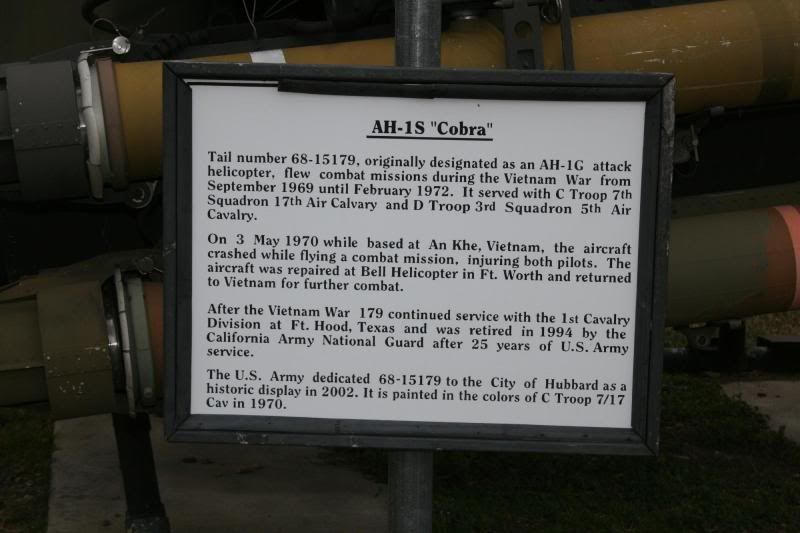 AH-1S "Cobra"
Tail number 68-15179, originally designated as an AH-1G attack
helicopter, flew combat missions during the Vietnam War from
September 1969 until February 1972. It served with C Troop 7th
Squadron 17th Air Calvary and D Troop 3rd Squadron 5th Air
Cavalry.
On 3 May 1970 while based at An Khe, Vietnam, the aircraft
crashed while flying a combat mission, injuring both pilots. The
aircraft was repaired at Bell Helicopter in Ft. Worth and returned
to Vietnam for further combat.
After the Vietnam War 179 continued service with the 1st Cavalry
Division at Ft. Hood, Texas and was retired in 1994 by the
California Army National Guard after 25 years of U.S. Army
service.
The U.S. Army dedicated 68-15179 to the City of Hubbard as a
historic display in 2002. It is painted in the colors of C Troop 7/17
Cav in 1970.